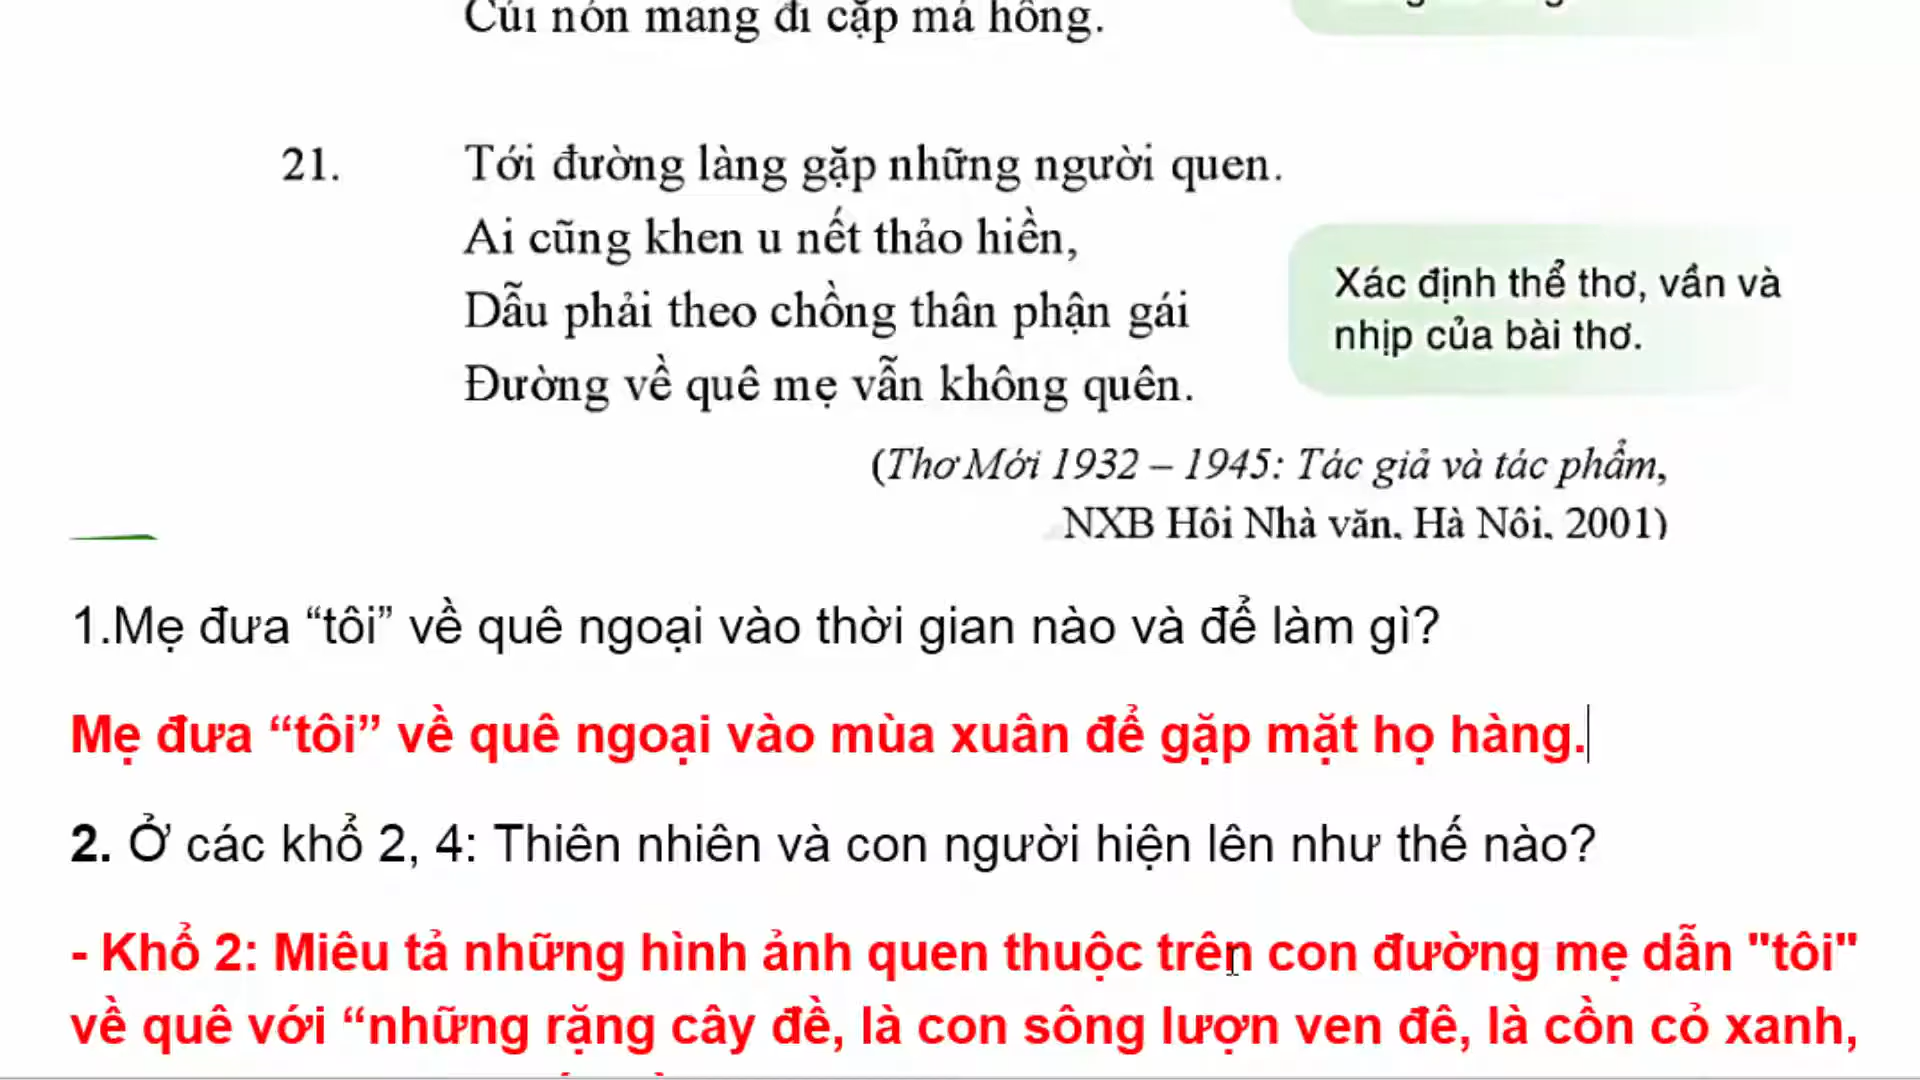 Cúi nón mang đi cặp má hồng.
21. Tới đường làng gặp những người quen.
Ai cũng khen u nết thảo hiền,
Dẫu phải theo chồng thân phận gái
Đường về quê mẹ vẫn không quên.
Xác định thể thơ, vần và
nhịp của bài thơ.
(Thơ Mới 1932 – 1945: Tác giả và tác phẩm,
NXB Hội Nhà văn, Hà Nội, 2001)
1.Mẹ đưa “tôi” về quê ngoại vào thời gian nào và để làm gì?
Mẹ đưa “tôi” về quê ngoại vào mùa xuân để gặp mặt họ hàng.
2. Ở các khổ 2, 4: Thiên nhiên và con người hiện lên như thế nào?
- Khổ 2: Miêu tả những hình ảnh quen thuộc trên con đường mẹ dẫn "tôi"
về quê với “những rặng cây đề, là con sông lượn ven đê, là cồn cỏ xanh,